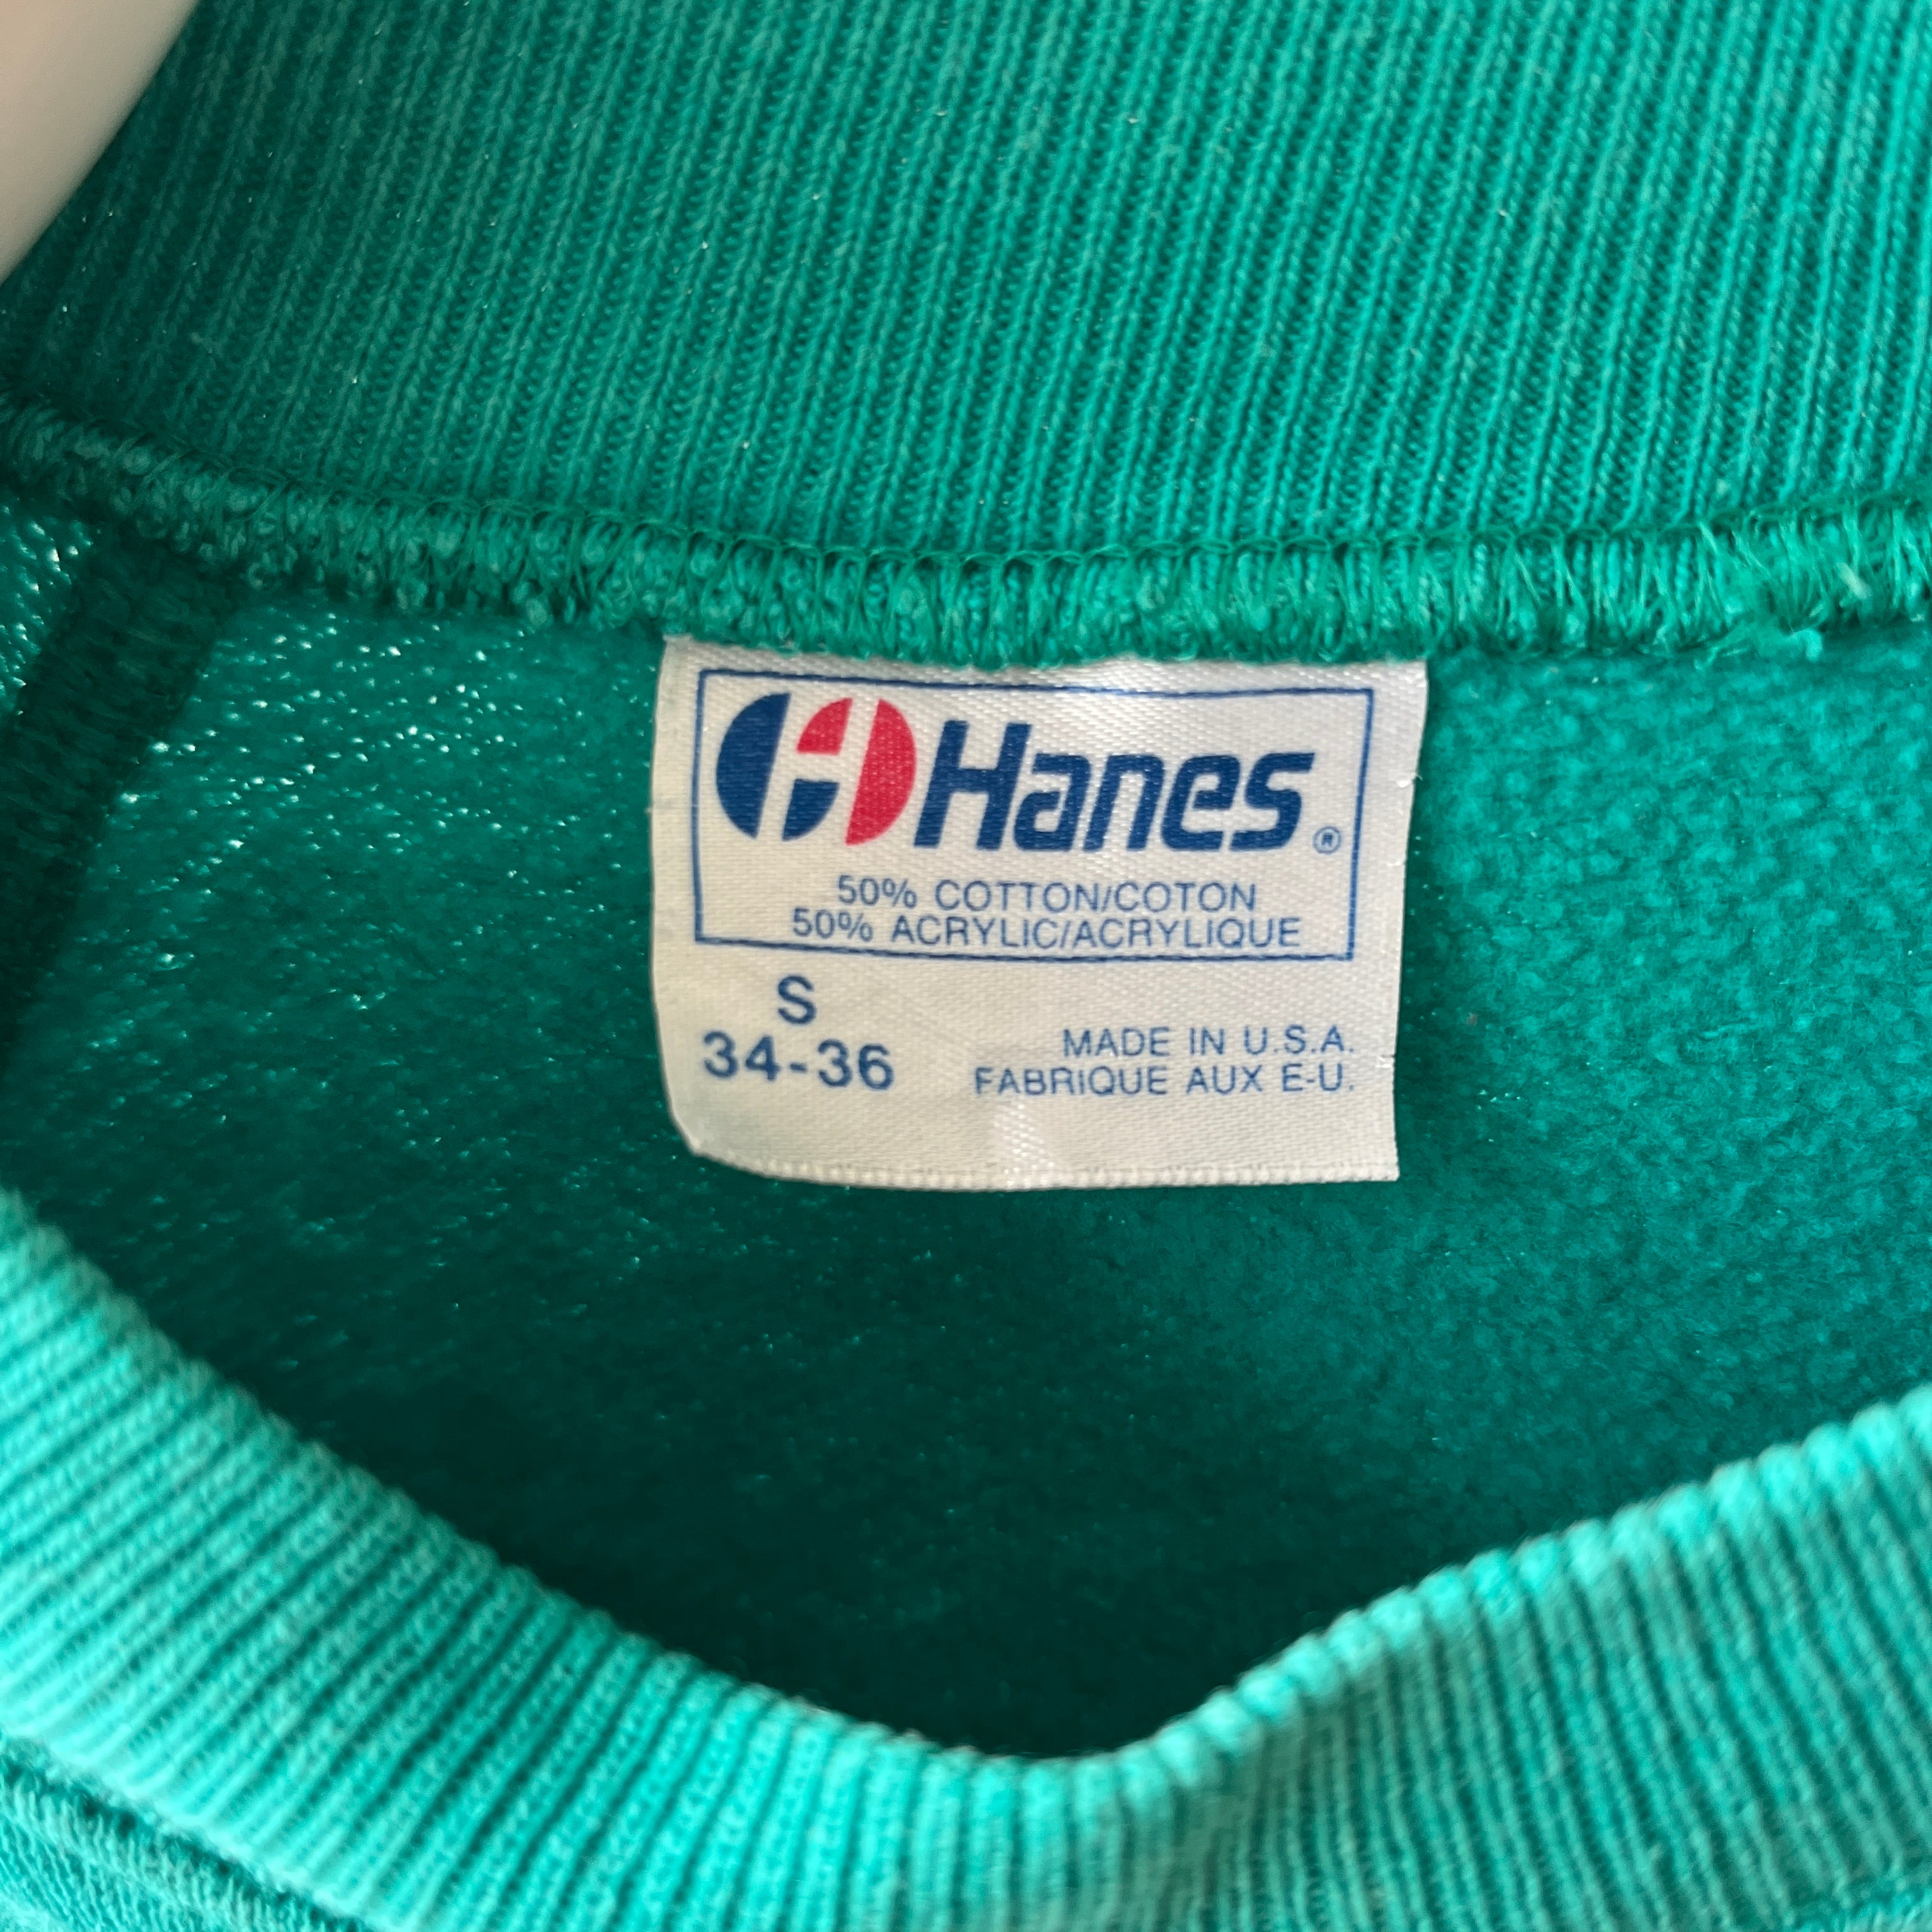 Hanes®
50% COTTON/COTON
50% ACRYLIC/ACRYLIQUE
S
34-36
MADE IN U.S.A.
FABRIQUE AUX E-U.